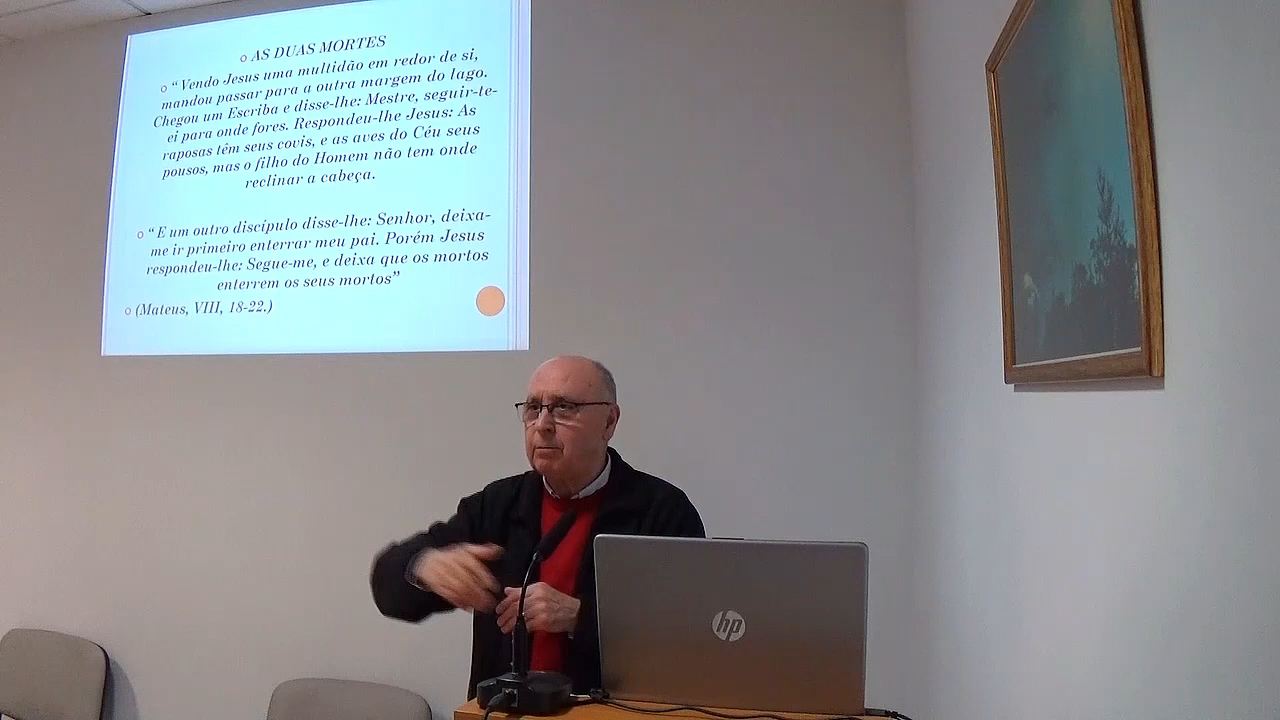 AS DUAS MORTES
“Vendo Jesus uma multidão em redor de si,
mandou passar para a outra margem do lago.
Chegou um Escriba e disse-lhe: Mestre, seguir-te-
ei para onde fores. Respondeu-lhe Jesus: As
raposas têm seus covis, e as aves do Céu seus
pousos, mas o filho do Homem não tem onde
reclinar a cabeça.
“E um outro discípulo disse-lhe: Senhor, deixa-
me ir primeiro enterrar meu pai. Porém Jesus
respondeu-lhe: Segue-me, e deixa que os mortos
enterrem os seus mortos”
(Mateus, VIII, 18-22.)
hp